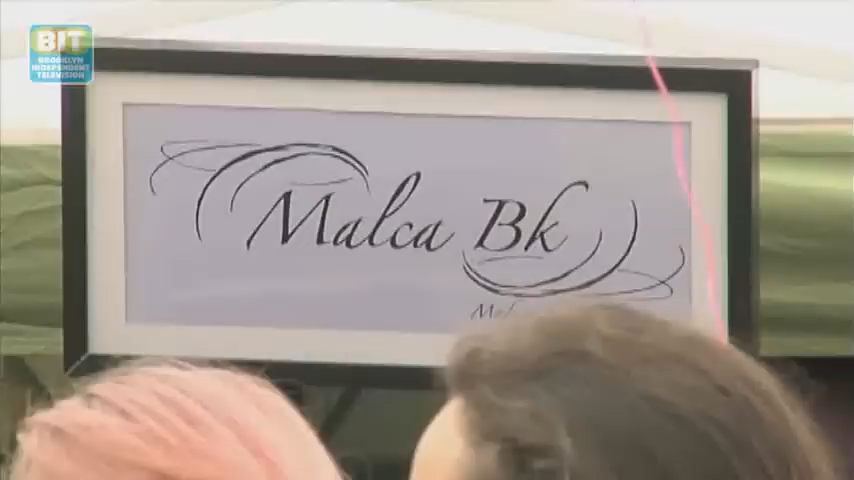 BIT
BROOKLYN
INDEPENDENT
TELEVISION
Malca Bk